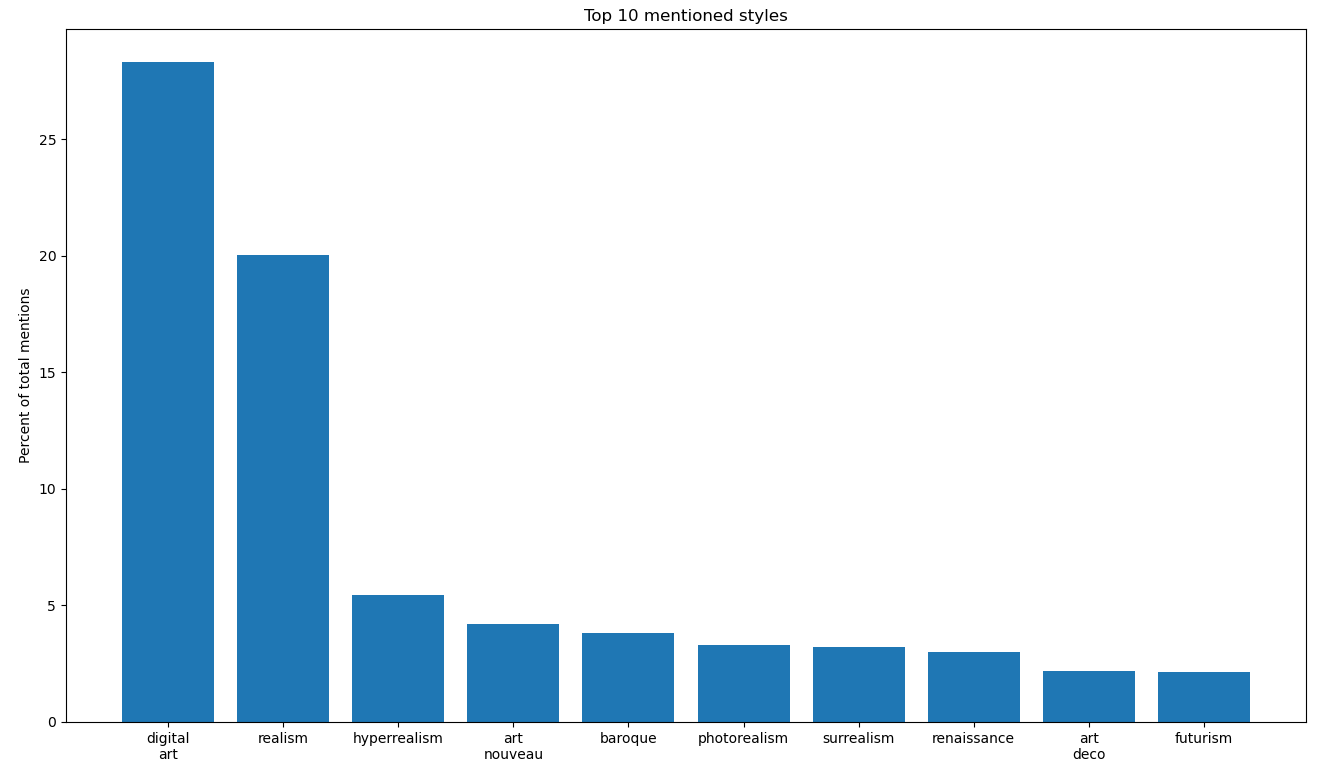 Top 10 mentioned styles
Percent of total mentions
25
20
15
10
5
0
digital
art
realism
hyperrealism
art
nouveau
baroque
photorealism
surrealism
renaissance
art
deco
futurism